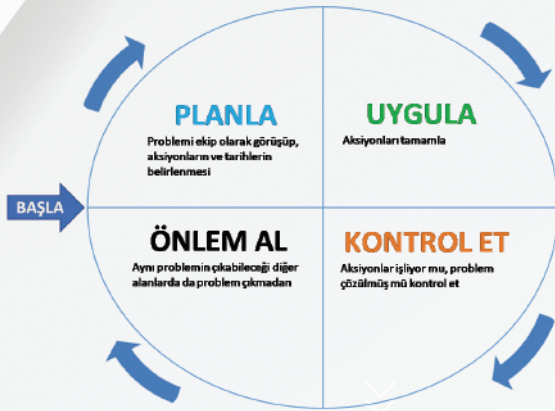 PLANLA
Problemi ekip olarak görüşüp,
aksiyonların ve tarihlerin
belirlenmesi
UYGULA
Aksiyonları tamamla
BAŞLA
ÖNLEM AL
Aynı problemin çıkabileceği diğer
alanlarda da problem çıkmadan
KONTROL ET
Aksiyonlar işliyor mu, problem
çözülmüş mü kontrol et